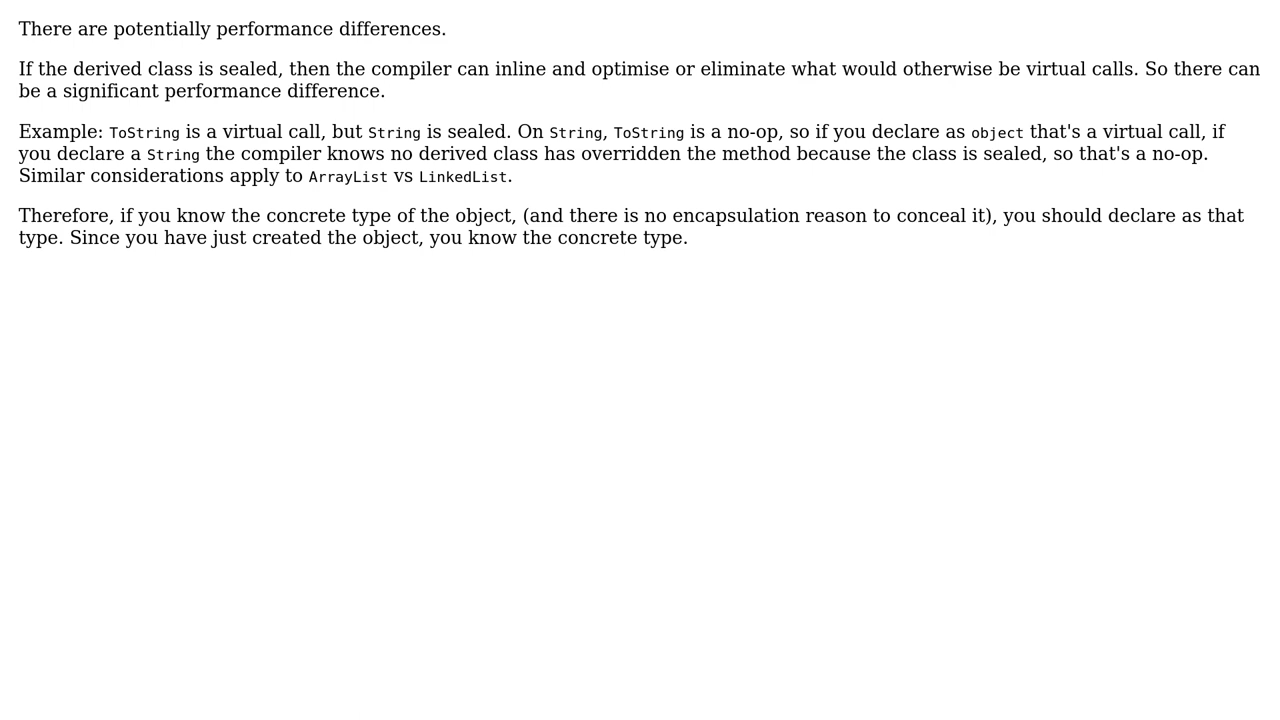 There are potentially performance differences.
If the derived class is sealed, then the compiler can inline and optimise or eliminate what would otherwise be virtual calls. So there can
be a significant performance difference.
Example: ToString is a virtual call, but String is sealed. On String, ToString is a no-op, so if you declare as object that's a virtual call, if
you declare a String the compiler knows no derived class has overridden the method because the class is sealed, so that's a no-op.
Similar considerations apply to ArrayList vs LinkedList.
Therefore, if you know the concrete type of the object, (and there is no encapsulation reason to conceal it), you should declare as that
type. Since you have just created the object, you know the concrete type.